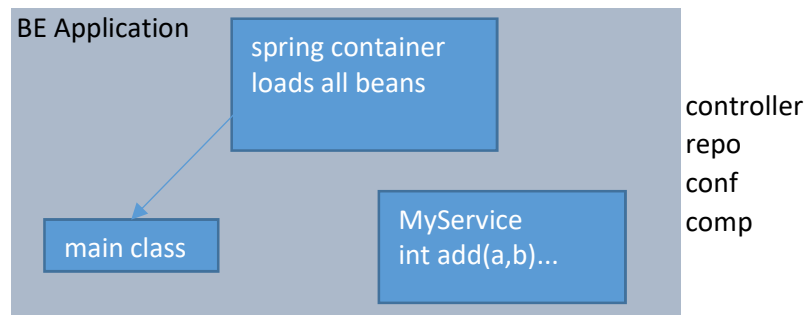 BE Application
spring container
loads all beans
main class
MyService
int add(a,b)...
controller
repo
conf
comp